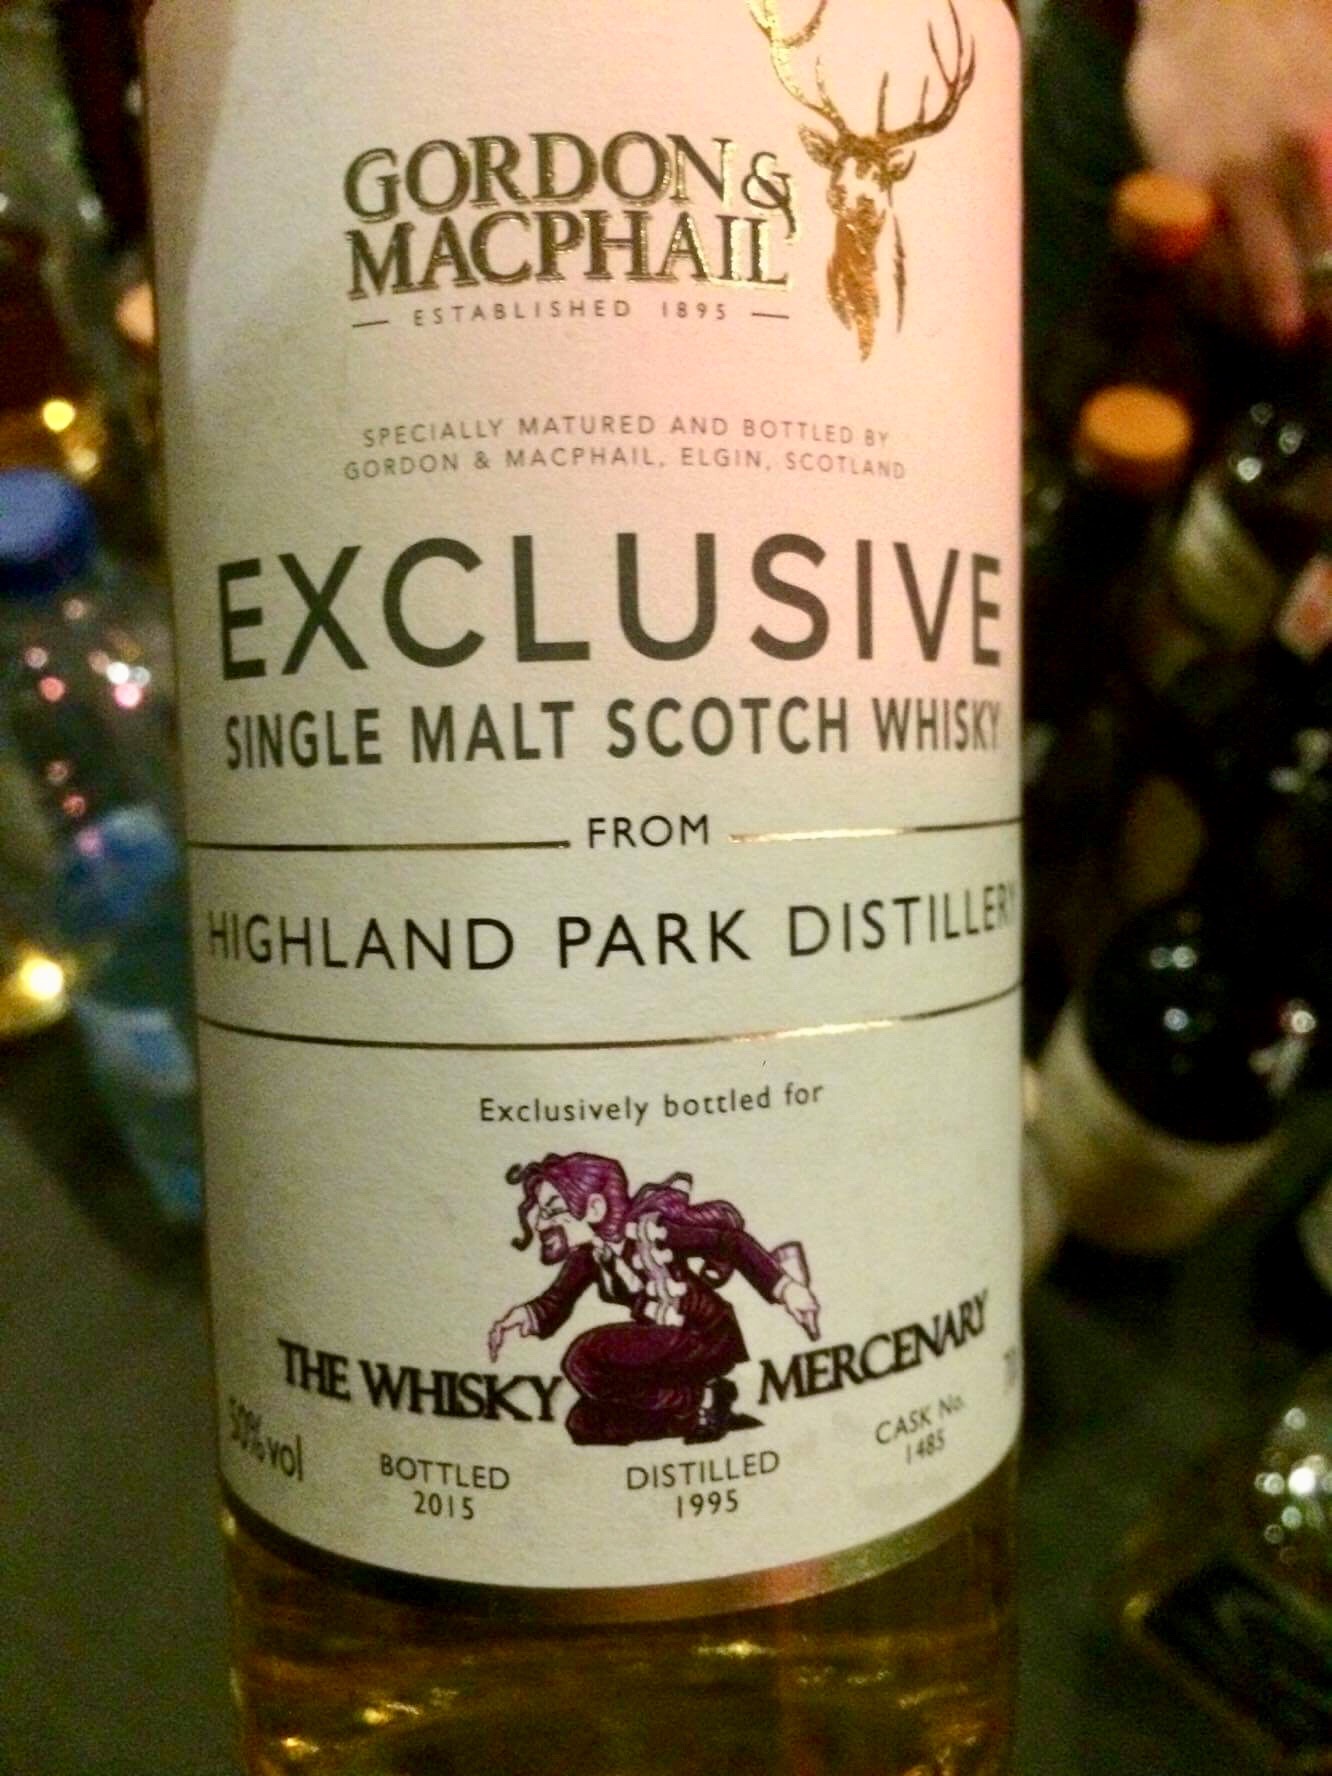 GORDON &
MACPHAIL
ESTABLISHED 1895
SPECIALLY MATURED AND BOTTLED BY
GORDON & MACPHAIL, ELGIN, SCOTLAND
EXCLUSIVE
SINGLE MALT SCOTCH WHISKY
FROM
HIGHLAND PARK DISTILLERY
Exclusively bottled for
THE WHISKY MERCENARY
50%vol
BOTTLED
2015
DISTILLED
1995
CASK No.
1485